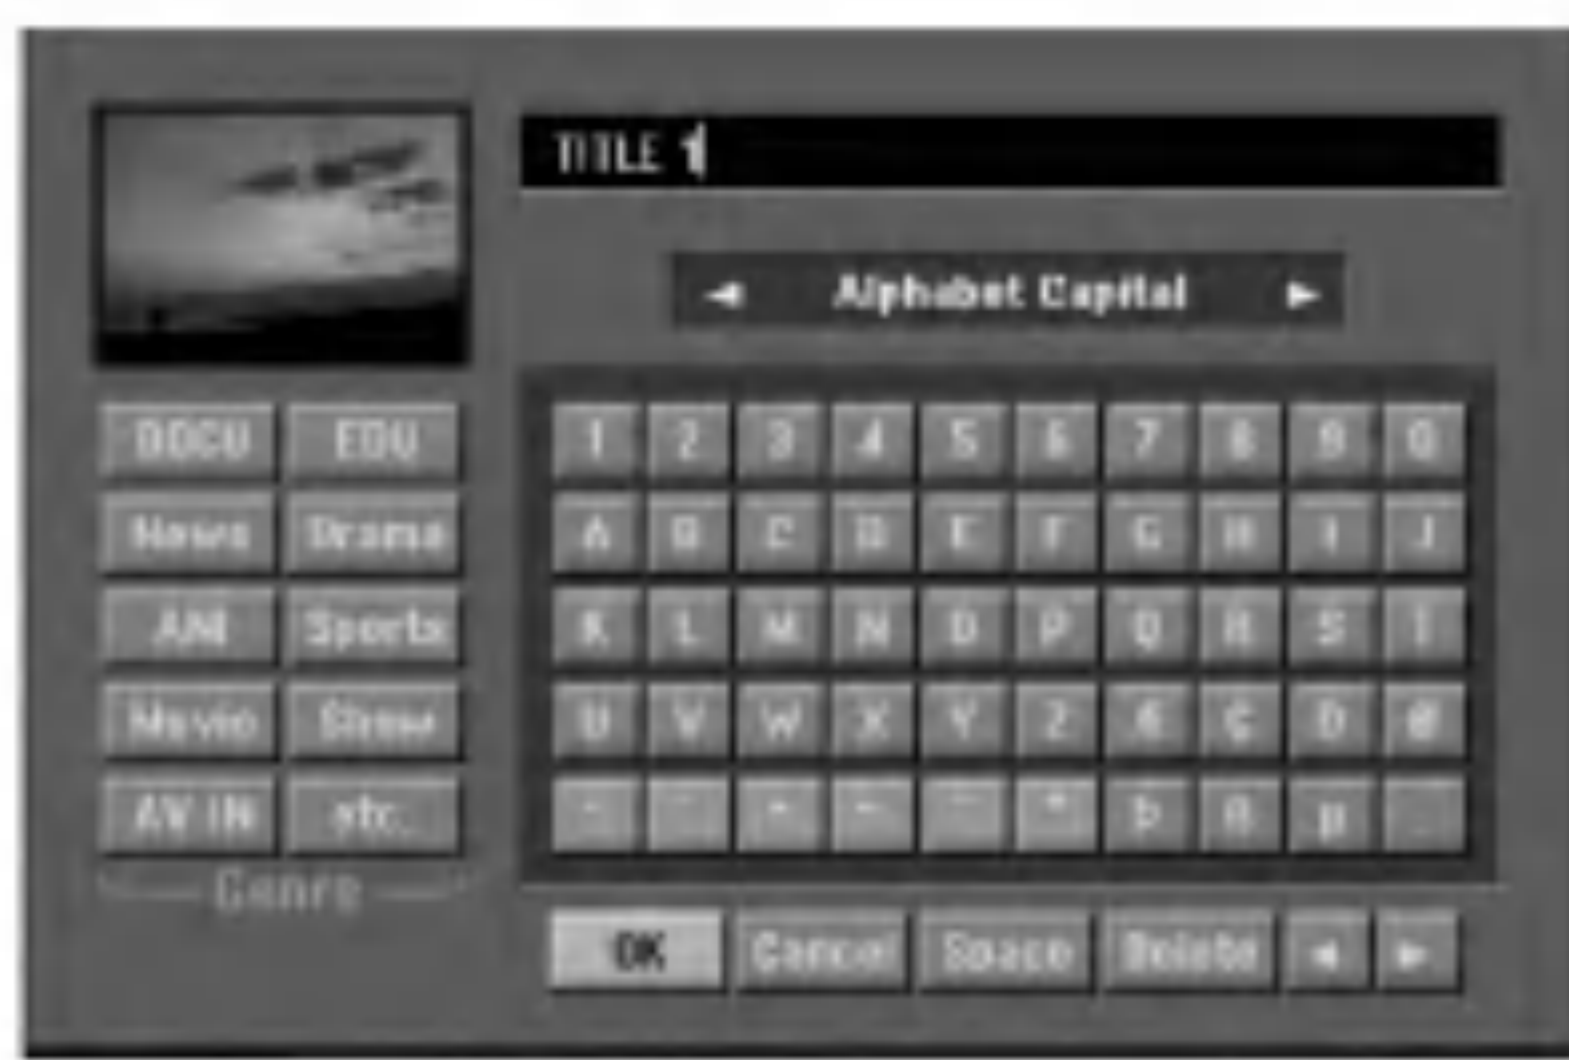 TITLE 1
◄ Alphabet Capital ►
DOCU EDU
News Drama
ANI Sports
Movie Show
AV IN etc.
Genre
1 2 3 4 5 6 7 8 9 0
A B C D E F G H I J
K L M N O P Q R S T
U V W X Y Z Æ Ç Ð Ø
Þ ß µ
OK Cancel Space Delete ◄ ►